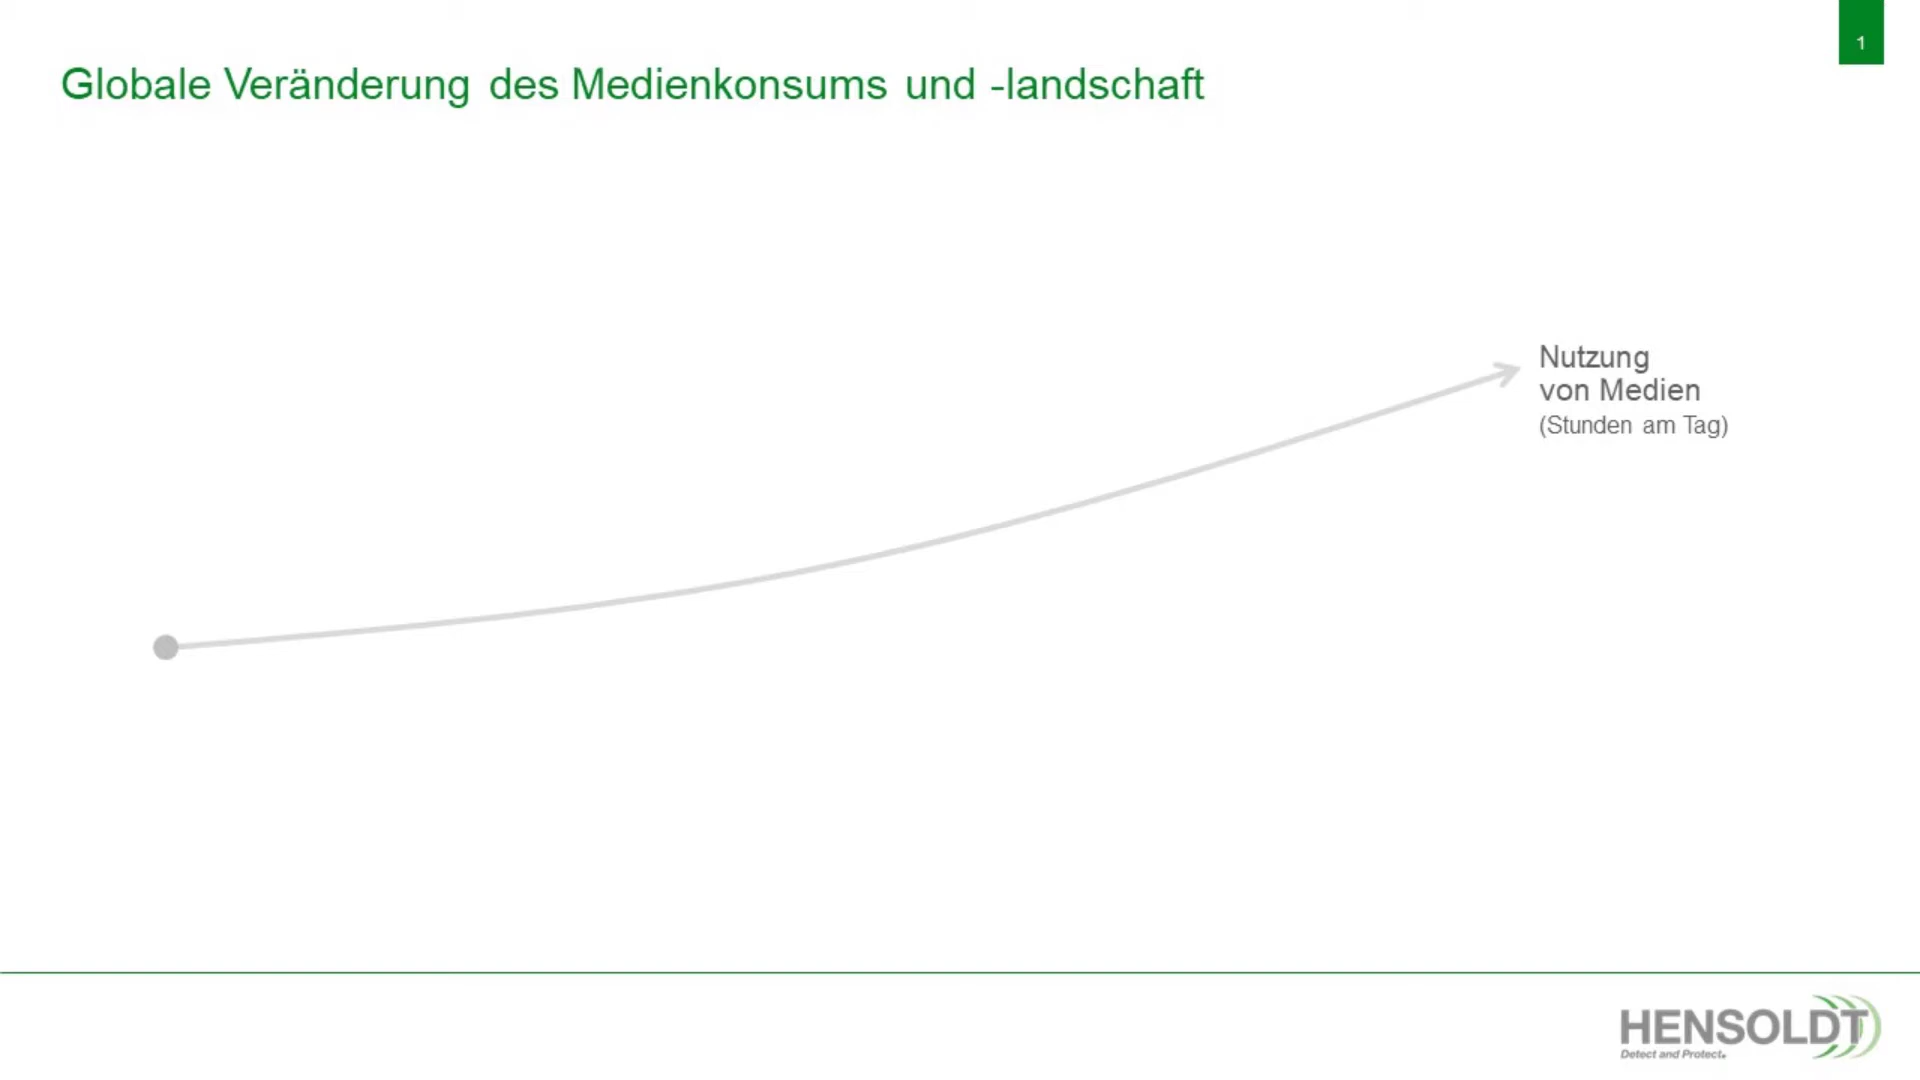 1
Globale Veränderung des Medienkonsums und -landschaft
Nutzung
von Medien
(Stunden am Tag)
HENSOLDT
Detect and Protect.